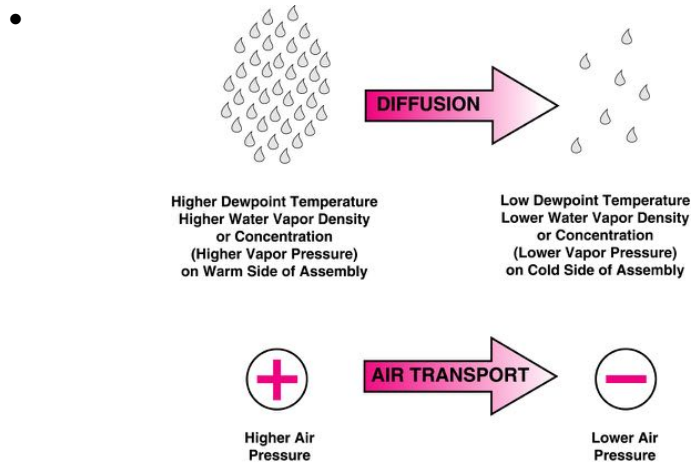 DIFFUSION
Higher Dewpoint Temperature
Higher Water Vapor Density
or Concentration
(Higher Vapor Pressure)
on Warm Side of Assembly
Low Dewpoint Temperature
Lower Water Vapor Density
or Concentration
(Lower Vapor Pressure)
on Cold Side of Assembly
AIR TRANSPORT
Higher Air
Pressure
Lower Air
Pressure